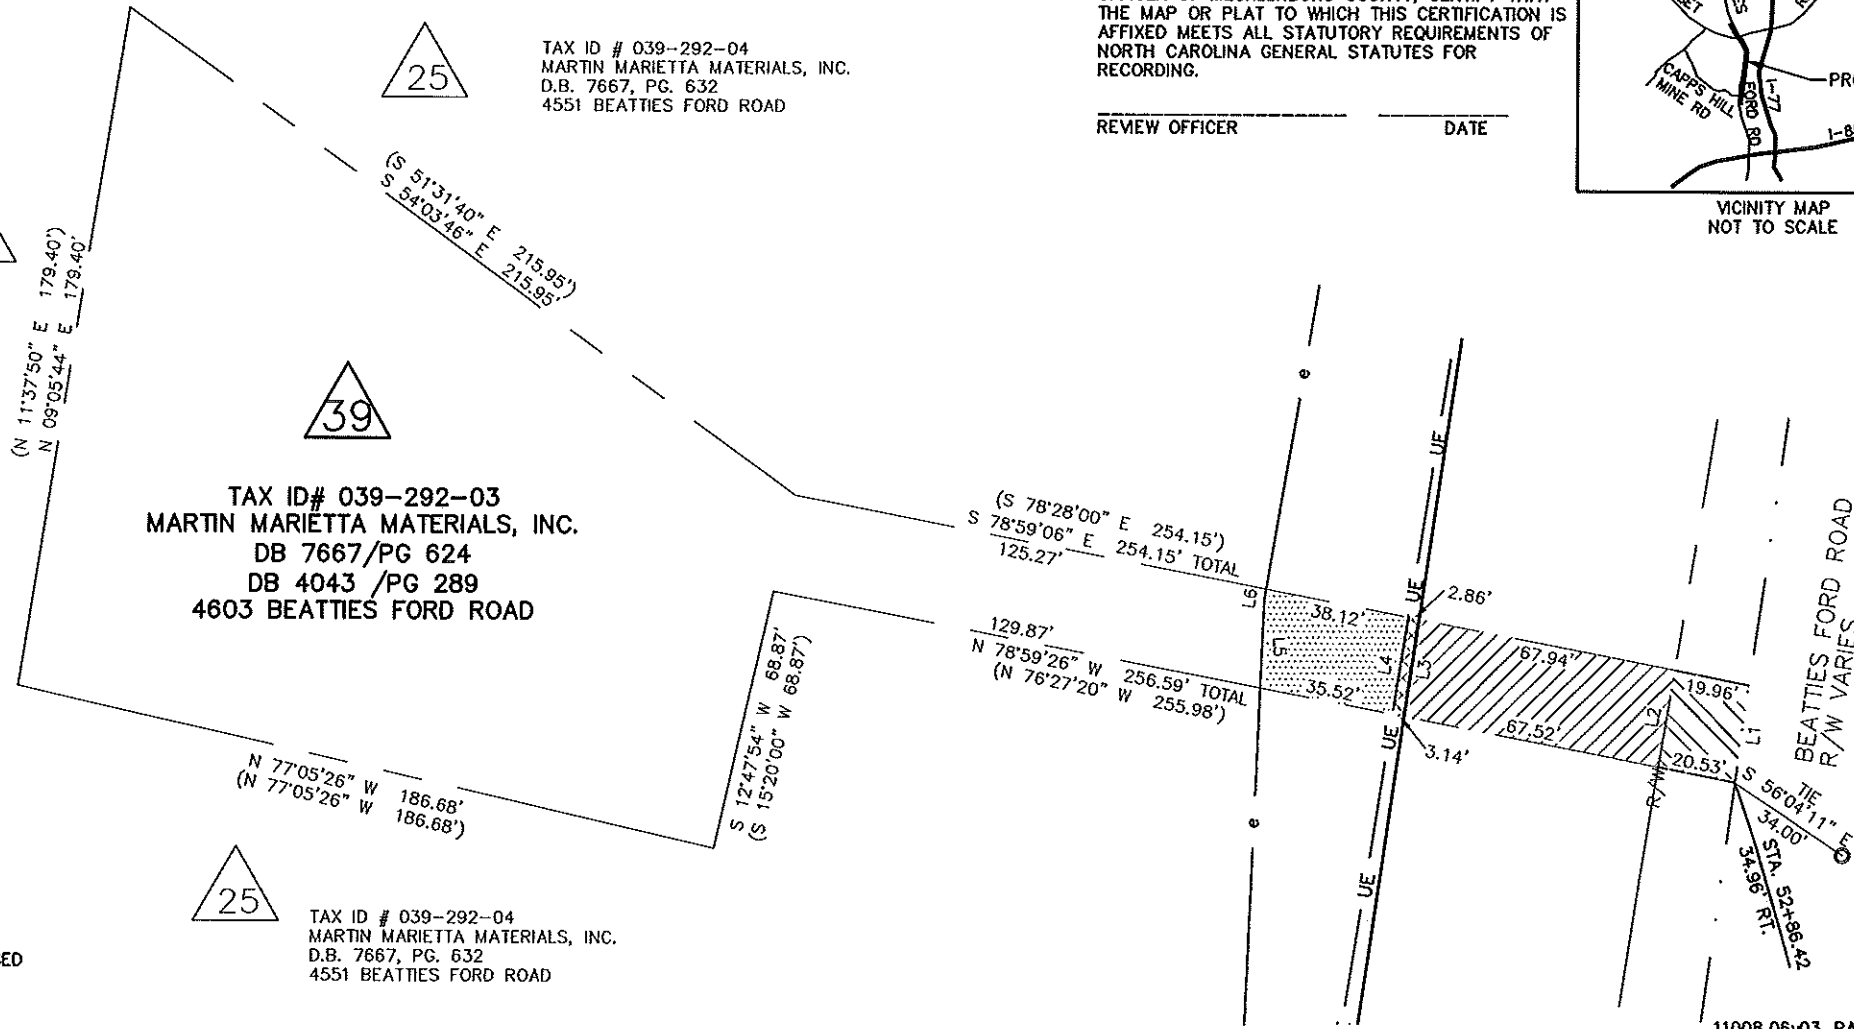 25
TAX ID # 039-292-04
MARTIN MARIETTA MATERIALS, INC.
D.B. 7667, PG. 632
4551 BEATTIES FORD ROAD
THE MAP OR PLAT TO WHICH THIS CERTIFICATION IS
AFFIXED MEETS ALL STATUTORY REQUIREMENTS OF
NORTH CAROLINA GENERAL STATUTES FOR
RECORDING.
REVIEW OFFICER
DATE
CAPPS HILL
MINE RD
FORD RD
I-77
VICINITY MAP
NOT TO SCALE
(N 11°37'50" E 179.40')
N 09°05'44" E 179.40'
(S 51°31'40" E 215.95')
S 54°03'46" E 215.95'
39
TAX ID# 039-292-03
MARTIN MARIETTA MATERIALS, INC.
DB 7667/PG 624
DB 4043 /PG 289
4603 BEATTIES FORD ROAD
(S 78°28'00" E 254.15')
S 78°59'06" E 254.15' TOTAL
125.27'
129.87'
N 78°59'26" W 256.59' TOTAL
(N 76°27'20" W 255.98')
S 12°47'54" W 68.87'
(S 15°20'00" W 68.87')
N 77°05'26" W 186.68'
(N 77°05'26" W 186.68')
e
e
L6
L5
38.12'
35.52'
L4
L3
UE
UE
UE
UE
2.86'
3.14'
67.94'
67.52'
L2
R/W
19.96'
20.53'
L1
BEATTIES FORD ROAD
R/W VARIES
TIE
S 56°04'11" E
34.00'
STA. 52+86.42
34.96' RT.
25
TAX ID # 039-292-04
MARTIN MARIETTA MATERIALS, INC.
D.B. 7667, PG. 632
4551 BEATTIES FORD ROAD